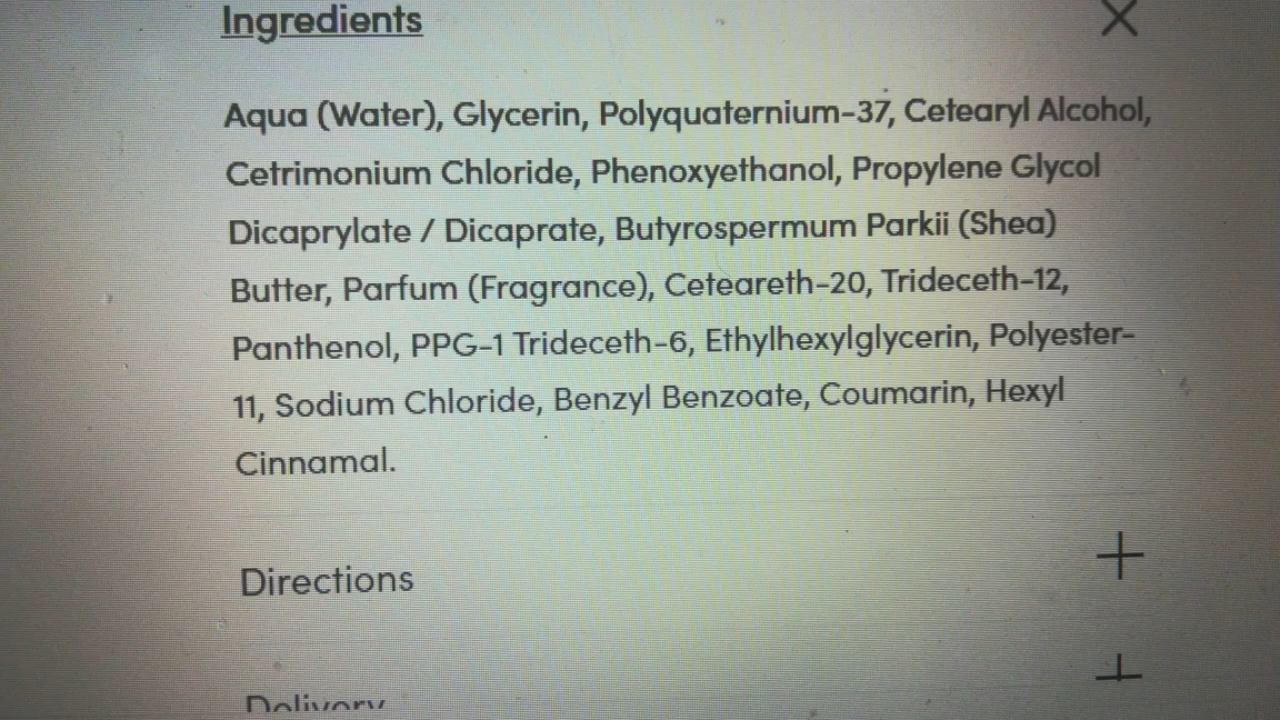 Ingredients
Aqua (Water), Glycerin, Polyquaternium-37, Cetearyl Alcohol,
Cetrimonium Chloride, Phenoxyethanol, Propylene Glycol
Dicaprylate / Dicaprate, Butyrospermum Parkii (Shea)
Butter, Parfum (Fragrance), Ceteareth-20, Trideceth-12,
Panthenol, PPG-1 Trideceth-6, Ethylhexylglycerin, Polyester-
11, Sodium Chloride, Benzyl Benzoate, Coumarin, Hexyl
Cinnamal.
Directions
Delivery